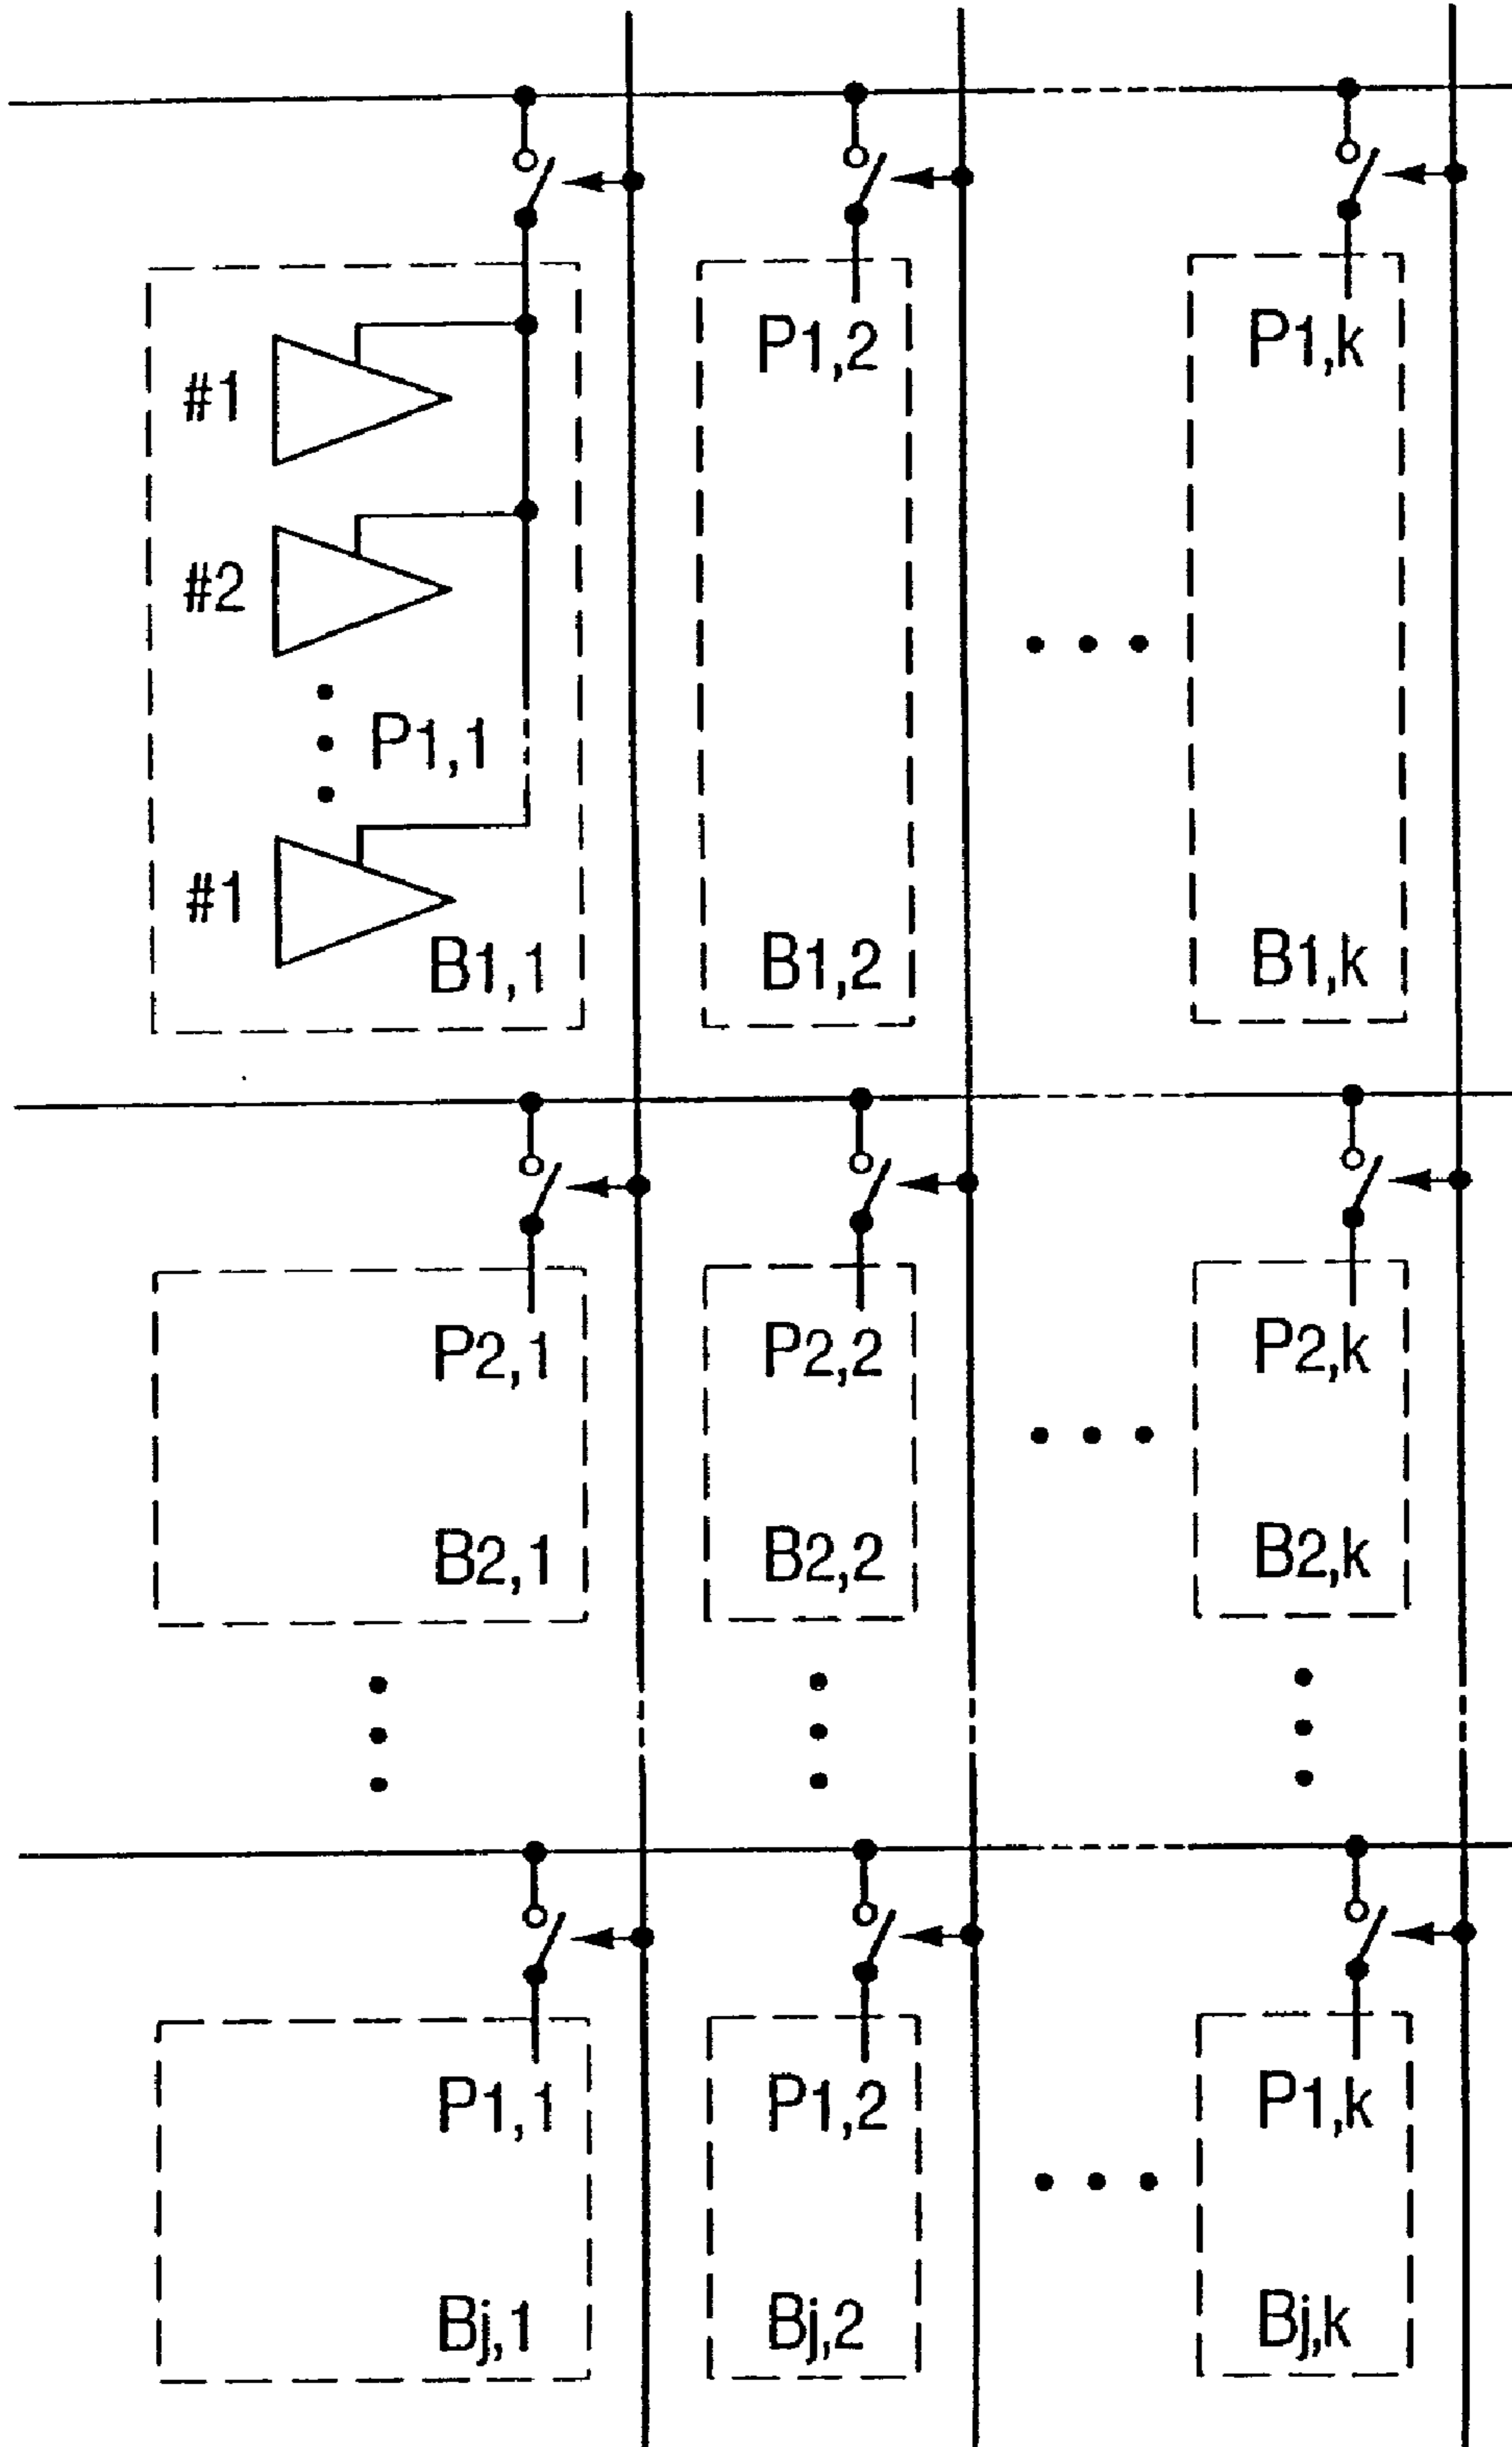 P1,2 P1,k
#1
#2
P1,1
#1
B1,1 B1,2 B1,k
P2,1 P2,2 P2,k
B2,1 B2,2 B2,k
P1,1 P1,2 P1,k
Bj,1 Bj,2 Bj,k